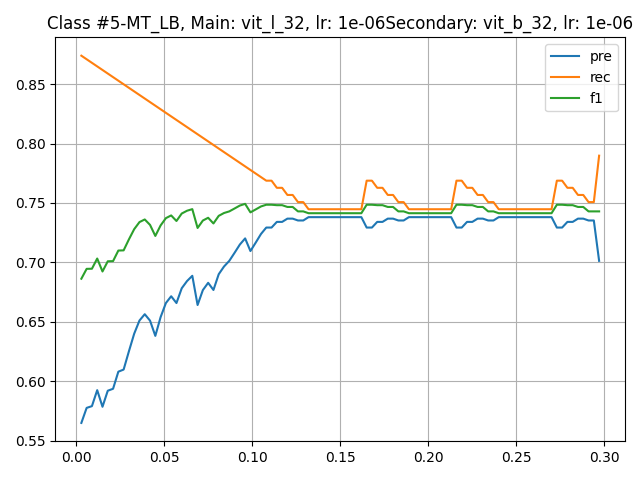 Class #5-MT_LB, Main: vit_l_32, lr: 1e-06Secondary: vit_b_32, lr: 1e-06
pre
rec
f1
0.85
0.80
0.75
0.70
0.65
0.60
0.55
0.00 0.05 0.10 0.15 0.20 0.25 0.30